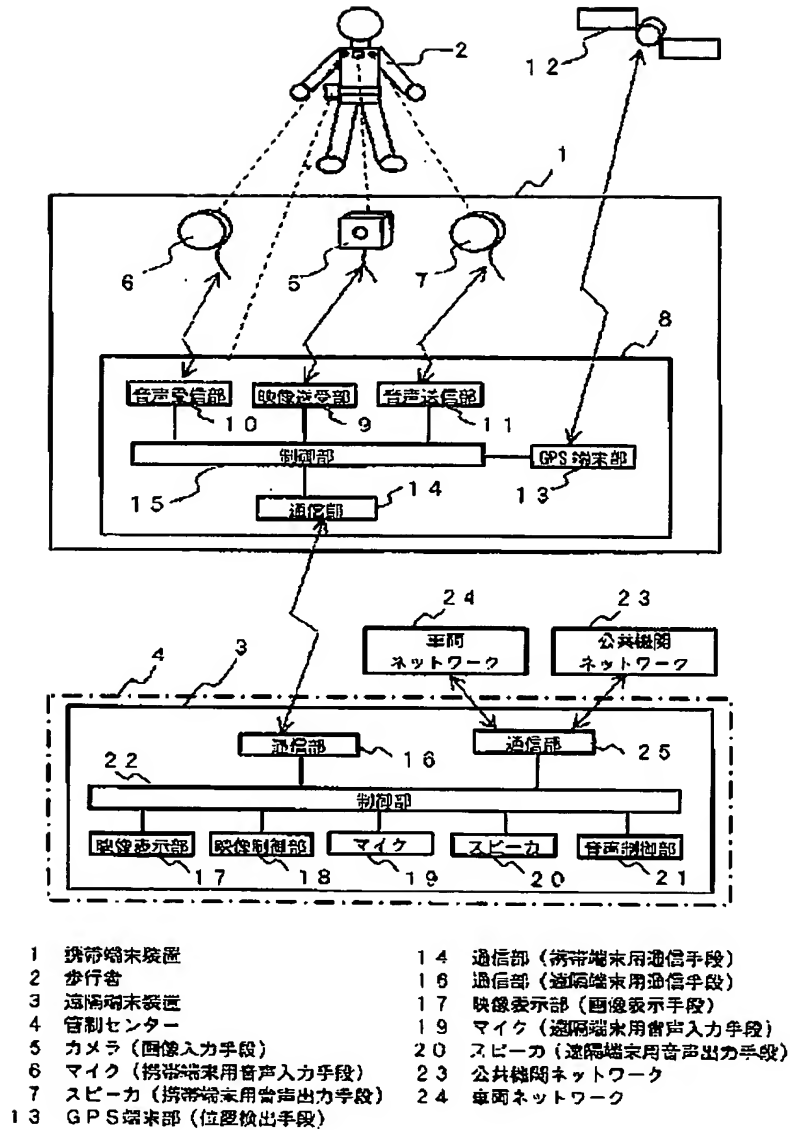 2
12
1
6
5
7
8
音声受信部
映像送受部
音声送信部
10
9
11
制御部
GPS端末部
15
14
13
通信部
24
23
車両
ネットワーク
公共機関
ネットワーク
4
3
通信部
16
通信部
25
22
制御部
映像表示部
映像制御部
マイク
スピーカ
音声制御部
17
18
19
20
21
1 携帯端末装置
2 歩行者
3 遠隔端末装置
4 管制センター
5 カメラ(画像入力手段)
6 マイク(携帯端末用音声入力手段)
7 スピーカ(携帯端末用音声出力手段)
13 GPS端末部(位置検出手段)
14 通信部(携帯端末用通信手段)
16 通信部(遠隔端末用通信手段)
17 映像表示部(画像表示手段)
19 マイク(遠隔端末用音声入力手段)
20 スピーカ(遠隔端末用音声出力手段)
23 公共機関ネットワーク
24 車両ネットワーク